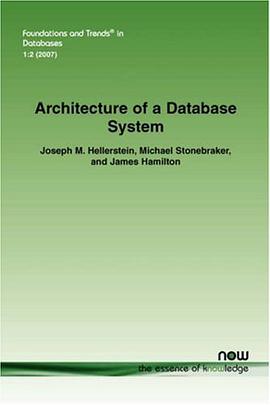 Foundations and Trends® in
Databases
1:2 (2007)
Architecture of a Database
System
Joseph M. Hellerstein, Michael Stonebraker,
and James Hamilton
now
the essence of knowledge